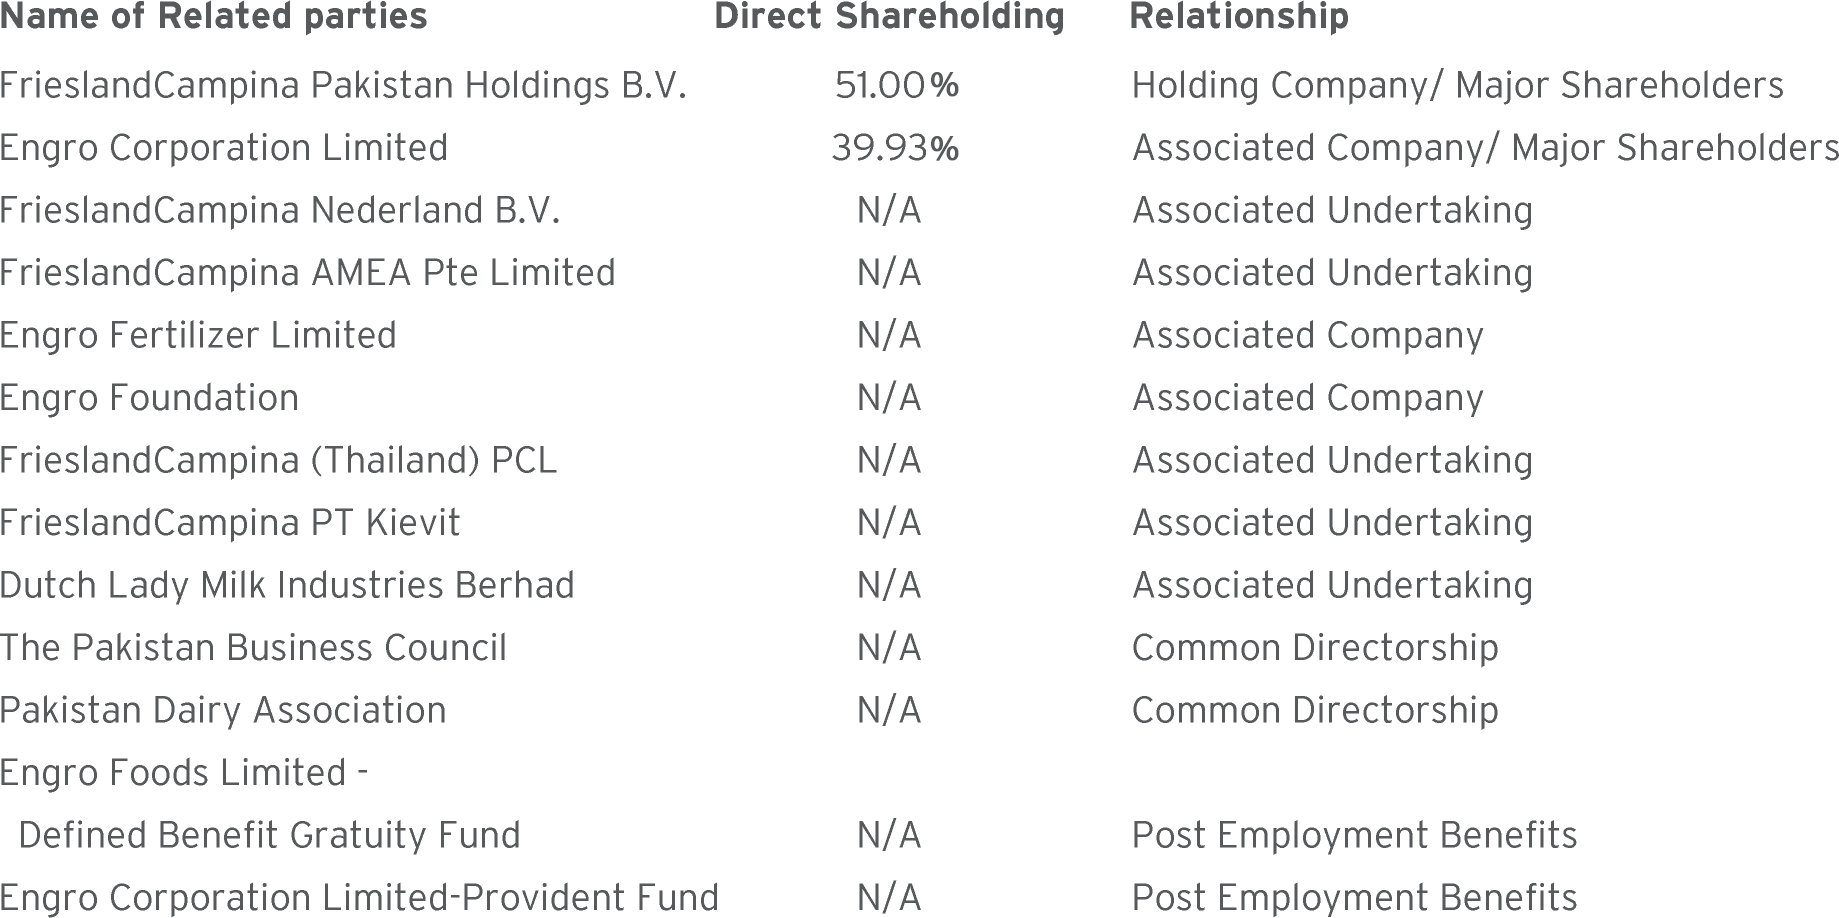 Name of Related parties Direct Shareholding Relationship
FrieslandCampina Pakistan Holdings B.V. 51.00% Holding Company/ Major Shareholders
Engro Corporation Limited 39.93% Associated Company/ Major Shareholders
FrieslandCampina Nederland B.V. N/A Associated Undertaking
FrieslandCampina AMEA Pte Limited N/A Associated Undertaking
Engro Fertilizer Limited N/A Associated Company
Engro Foundation N/A Associated Company
FrieslandCampina (Thailand) PCL N/A Associated Undertaking
FrieslandCampina PT Kievit N/A Associated Undertaking
Dutch Lady Milk Industries Berhad N/A Associated Undertaking
The Pakistan Business Council N/A Common Directorship
Pakistan Dairy Association N/A Common Directorship
Engro Foods Limited -
Defined Benefit Gratuity Fund N/A Post Employment Benefits
Engro Corporation Limited-Provident Fund N/A Post Employment Benefits